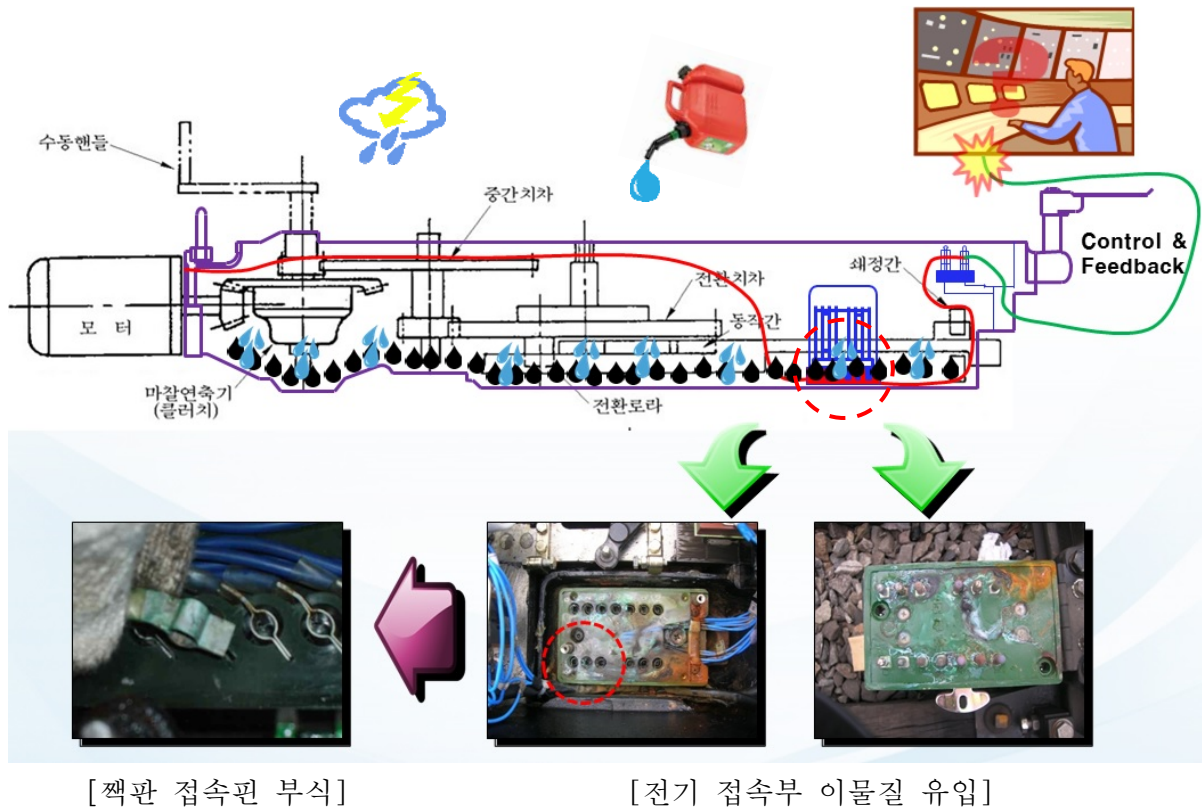 수동핸들
중간치차
Control &
Feedback
쇄정간
전환치차
모 터
동작간
마찰연축기
(클러치)
전환로라
[짹판 접속핀 부식]
[전기 접속부 이물질 유입]